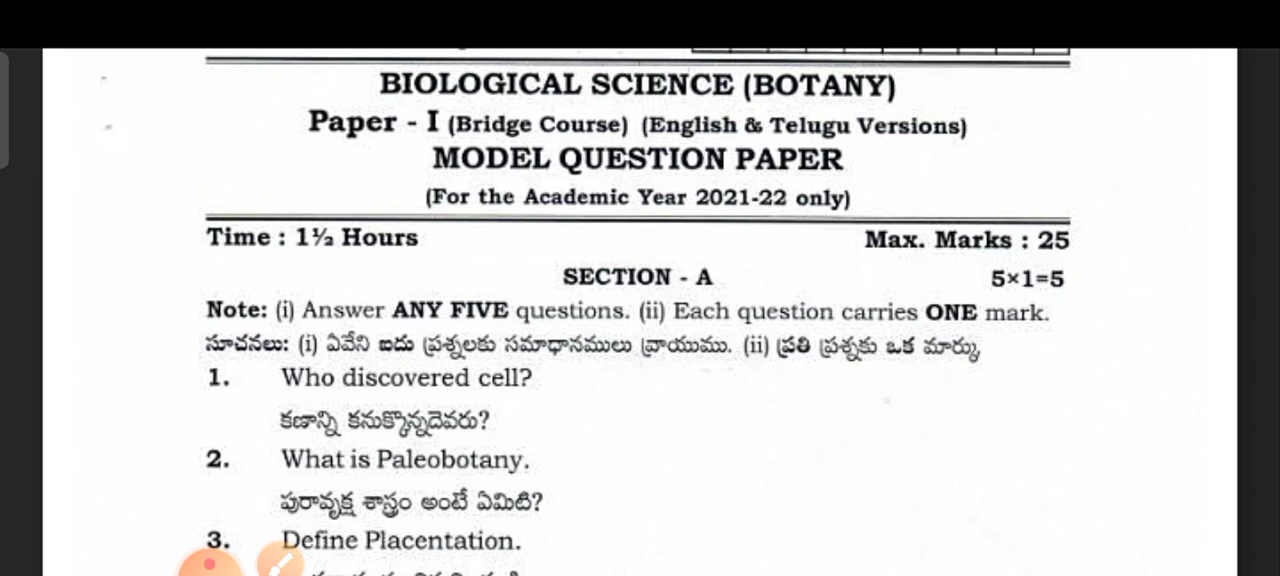 BIOLOGICAL SCIENCE (BOTANY)
Paper - I (Bridge Course) (English & Telugu Versions)
MODEL QUESTION PAPER
(For the Academic Year 2021-22 only)
Time : 1½ Hours Max. Marks : 25
SECTION - A 5×1=5
Note: (i) Answer ANY FIVE questions. (ii) Each question carries ONE mark.
సూచనలు: (i) ఏవేని ఐదు ప్రశ్నలకు సమాధానములు వ్రాయుము. (ii) ప్రతి ప్రశ్నకు ఒక మార్కు
1. Who discovered cell?
కణాన్ని కనుక్కొన్నదెవరు?
2. What is Paleobotany.
పురావృక్ష శాస్త్రం అంటే ఏమిటి?
3. Define Placentation.